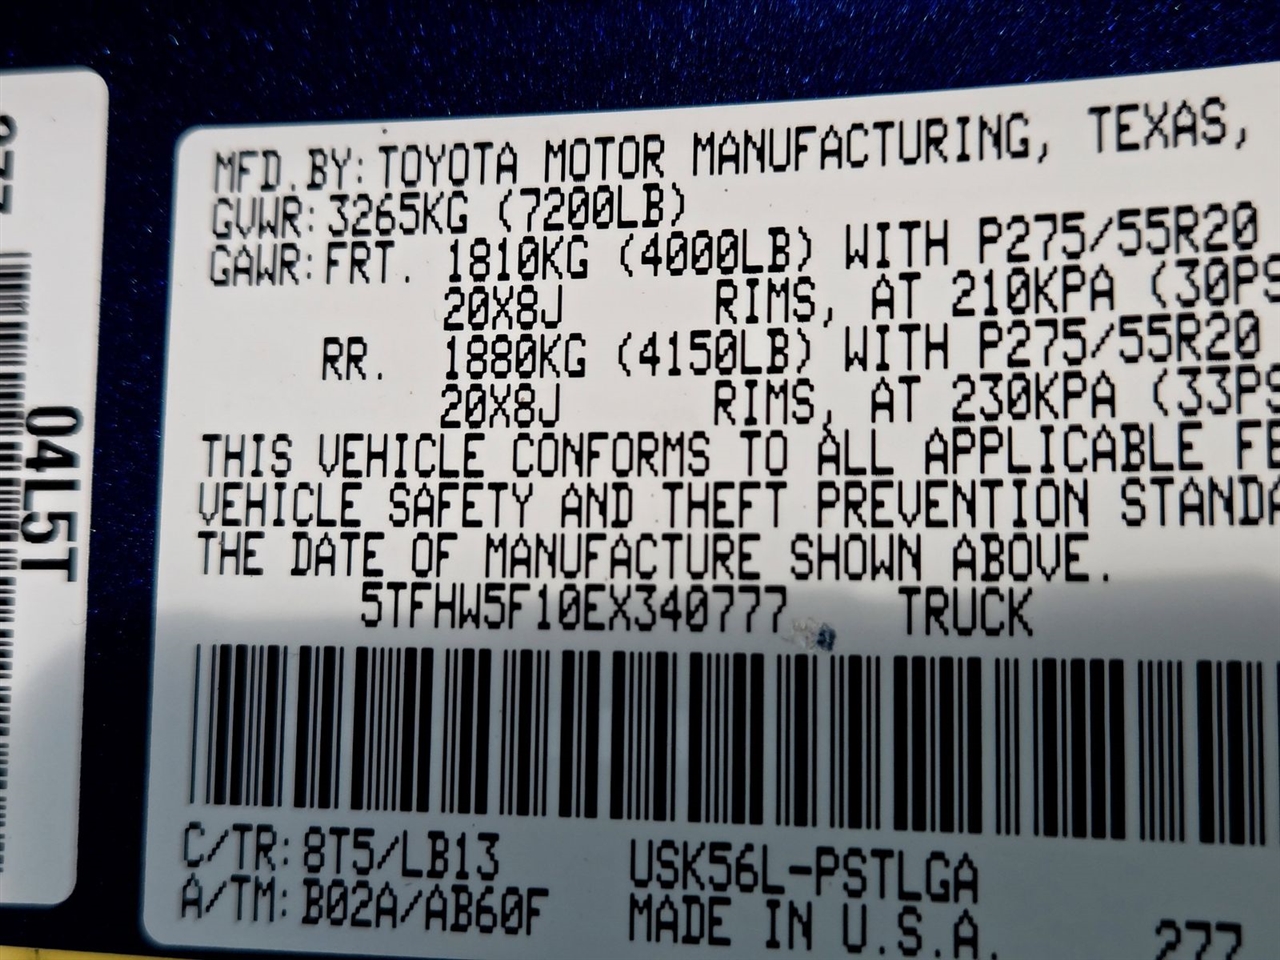 MFD.BY: TOYOTA MOTOR MANUFACTURING, TEXAS,
GVWR: 3265KG (7200LB)
GAWR: FRT. 1810KG (4000LB) WITH P275/55R20
20X8J RIMS, AT 210KPA (30PS
RR. 1880KG (4150LB) WITH P275/55R20
20X8J RIMS, AT 230KPA (33PS
THIS VEHICLE CONFORMS TO ALL APPLICABLE FE
VEHICLE SAFETY AND THEFT PREVENTION STANDA
THE DATE OF MANUFACTURE SHOWN ABOVE.
5TFHW5F10EX340777 TRUCK
C/TR: 8T5/LB13 USK56L-PSTLGA
A/TM: B02A/AB60F MADE IN U.S.A. 277
04L5T